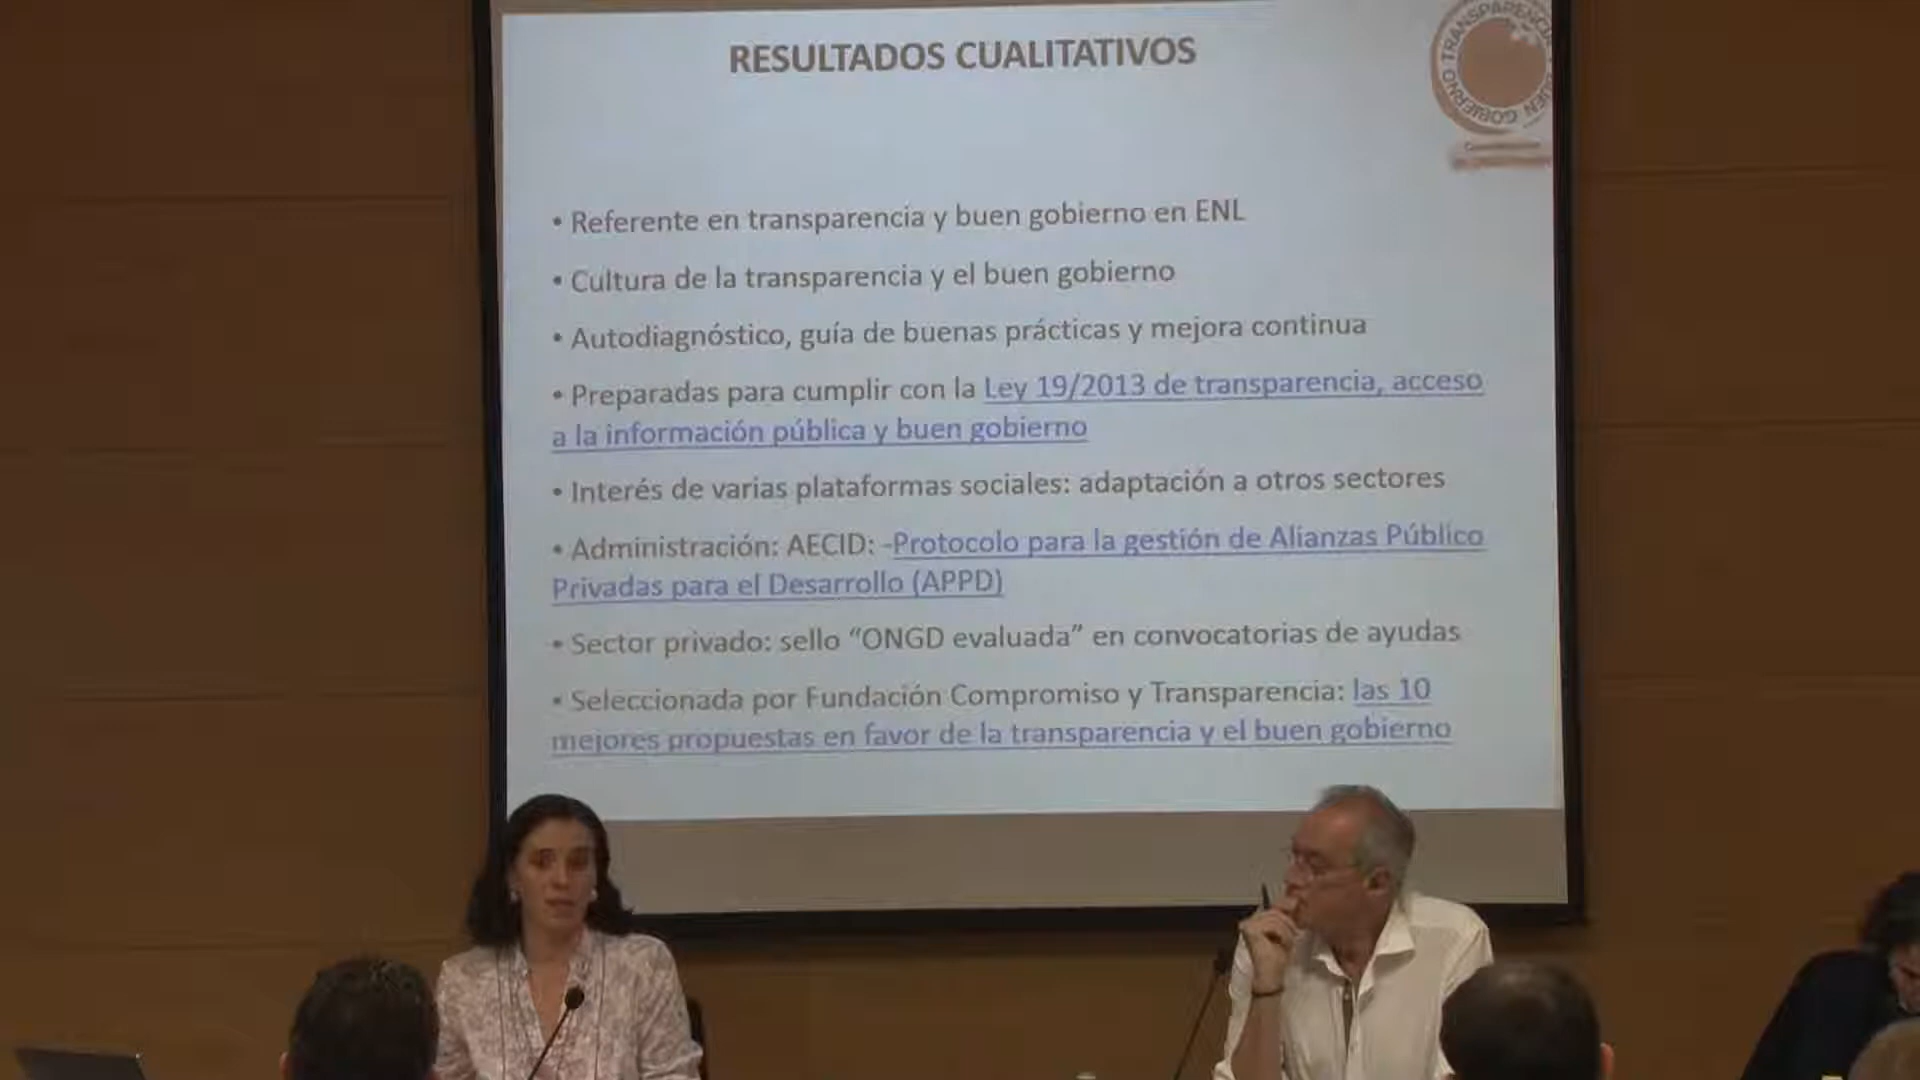 RESULTADOS CUALITATIVOS
TRANSPARENCIA
BUEN GOBIERNO
• Referente en transparencia y buen gobierno en ENL
• Cultura de la transparencia y el buen gobierno
• Autodiagnóstico, guía de buenas prácticas y mejora continua
• Preparadas para cumplir con la Ley 19/2013 de transparencia, acceso
a la información pública y buen gobierno
• Interés de varias plataformas sociales: adaptación a otros sectores
• Administración: AECID: -Protocolo para la gestión de Alianzas Público
Privadas para el Desarrollo (APPD)
• Sector privado: sello “ONGD evaluada” en convocatorias de ayudas
• Seleccionada por Fundación Compromiso y Transparencia: las 10
mejores propuestas en favor de la transparencia y el buen gobierno